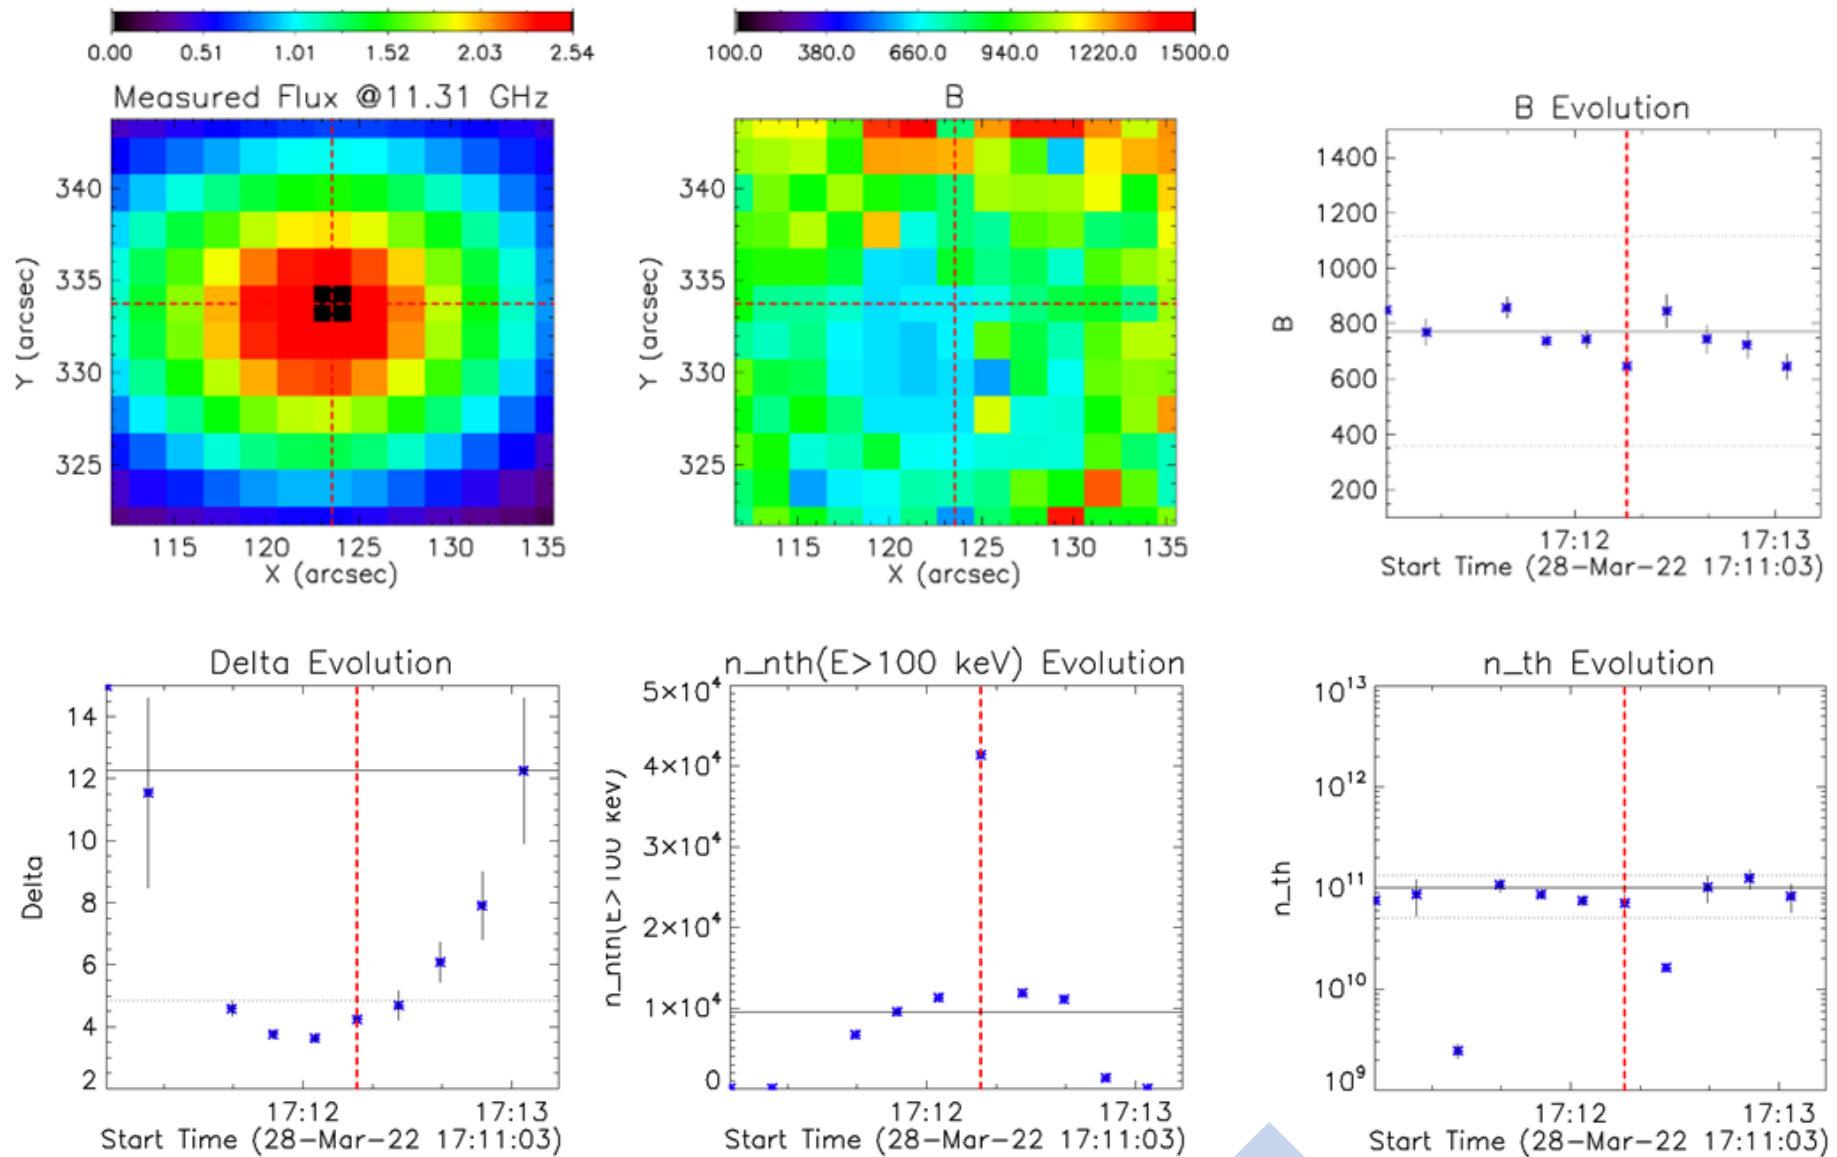 0.00 0.51 1.01 1.52 2.03 2.54
Measured Flux @11.31 GHz
340
335
330
325
Y (arcsec)
115 120 125 130 135
X (arcsec)
100.0 380.0 660.0 940.0 1220.0 1500.0
B
340
335
330
325
Y (arcsec)
115 120 125 130 135
X (arcsec)
B Evolution
1400
1200
1000
800
600
400
200
B
17:12 17:13
Start Time (28-Mar-22 17:11:03)
Delta Evolution
14
12
10
8
6
4
2
Delta
17:12 17:13
Start Time (28-Mar-22 17:11:03)
n_nth(E>100 keV) Evolution
5×10⁴
4×10⁴
3×10⁴
2×10⁴
1×10⁴
0
n_nth(E>100 keV)
17:12 17:13
Start Time (28-Mar-22 17:11:03)
n_th Evolution
10¹³
10¹²
10¹¹
10¹⁰
10⁹
n_th
17:12 17:13
Start Time (28-Mar-22 17:11:03)